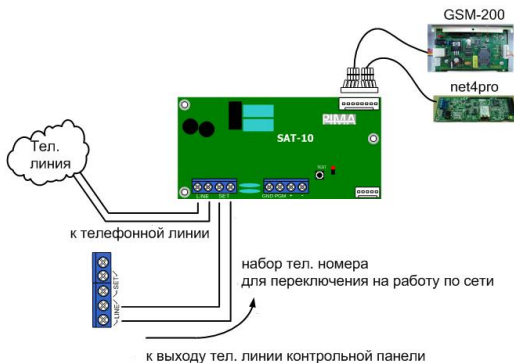 GSM-200
net4pro
PIMA
SAT-10
TEST
Тел.
линия
LINE SET GND PGM + -
к телефонной линии
SET
LINE
набор тел. номера
для переключения на работу по сети
к выходу тел. линии контрольной панели